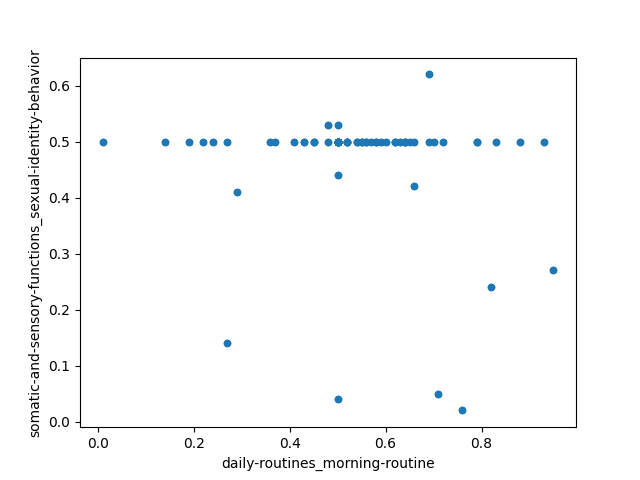 somatic-and-sensory-functions_sexual-identity-behavior
0.6
0.5
0.4
0.3
0.2
0.1
0.0
0.0 0.2 0.4 0.6 0.8
daily-routines_morning-routine